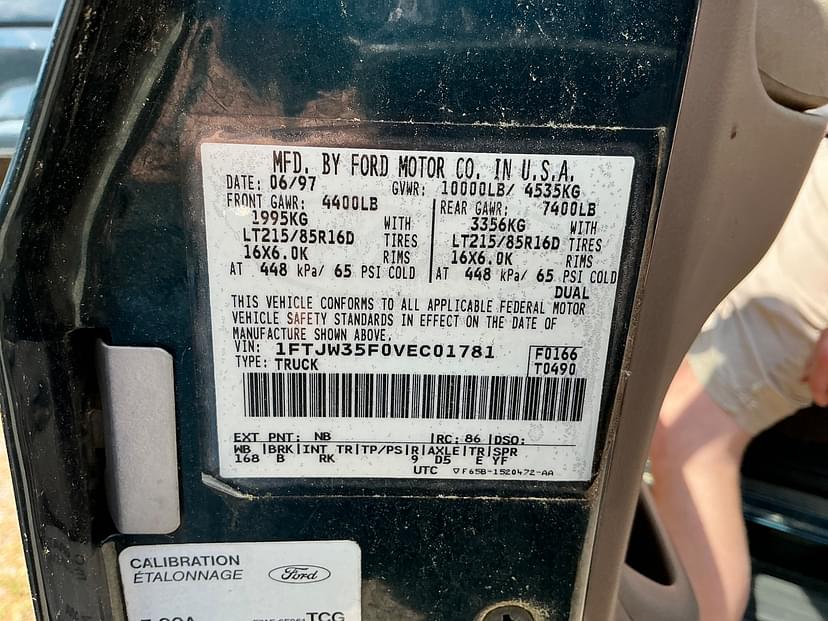 MFD. BY FORD MOTOR CO. IN U.S.A.
DATE: 06/97 GVWR: 10000LB/ 4535KG
FRONT GAWR: 4400LB REAR GAWR: 7400LB
1995KG WITH 3356KG WITH
LT215/85R16D TIRES LT215/85R16D TIRES
16X6.0K RIMS 16X6.0K RIMS
AT 448 kPa/ 65 PSI COLD AT 448 kPa/ 65 PSI COLD
DUAL
THIS VEHICLE CONFORMS TO ALL APPLICABLE FEDERAL MOTOR
VEHICLE SAFETY STANDARDS IN EFFECT ON THE DATE OF
MANUFACTURE SHOWN ABOVE.
VIN: 1FTJW35F0VEC01781 F0166
TYPE: TRUCK T0490
EXT PNT: NB RC: 86 DSO:
WB BRK INT TR TP/PS R AXLE TR SPR
168 B RK 9 D5 E YF
UTC F65B-1520472-AA
CALIBRATION
ÉTALONNAGE Ford
TCG